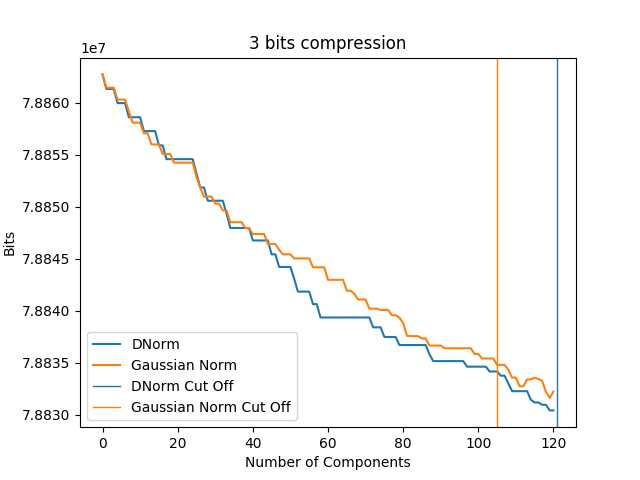 3 bits compression
1e7
7.8860
7.8855
7.8850
7.8845
7.8840
7.8835
7.8830
Bits
DNorm
Gaussian Norm
DNorm Cut Off
Gaussian Norm Cut Off
0 20 40 60 80 100 120
Number of Components